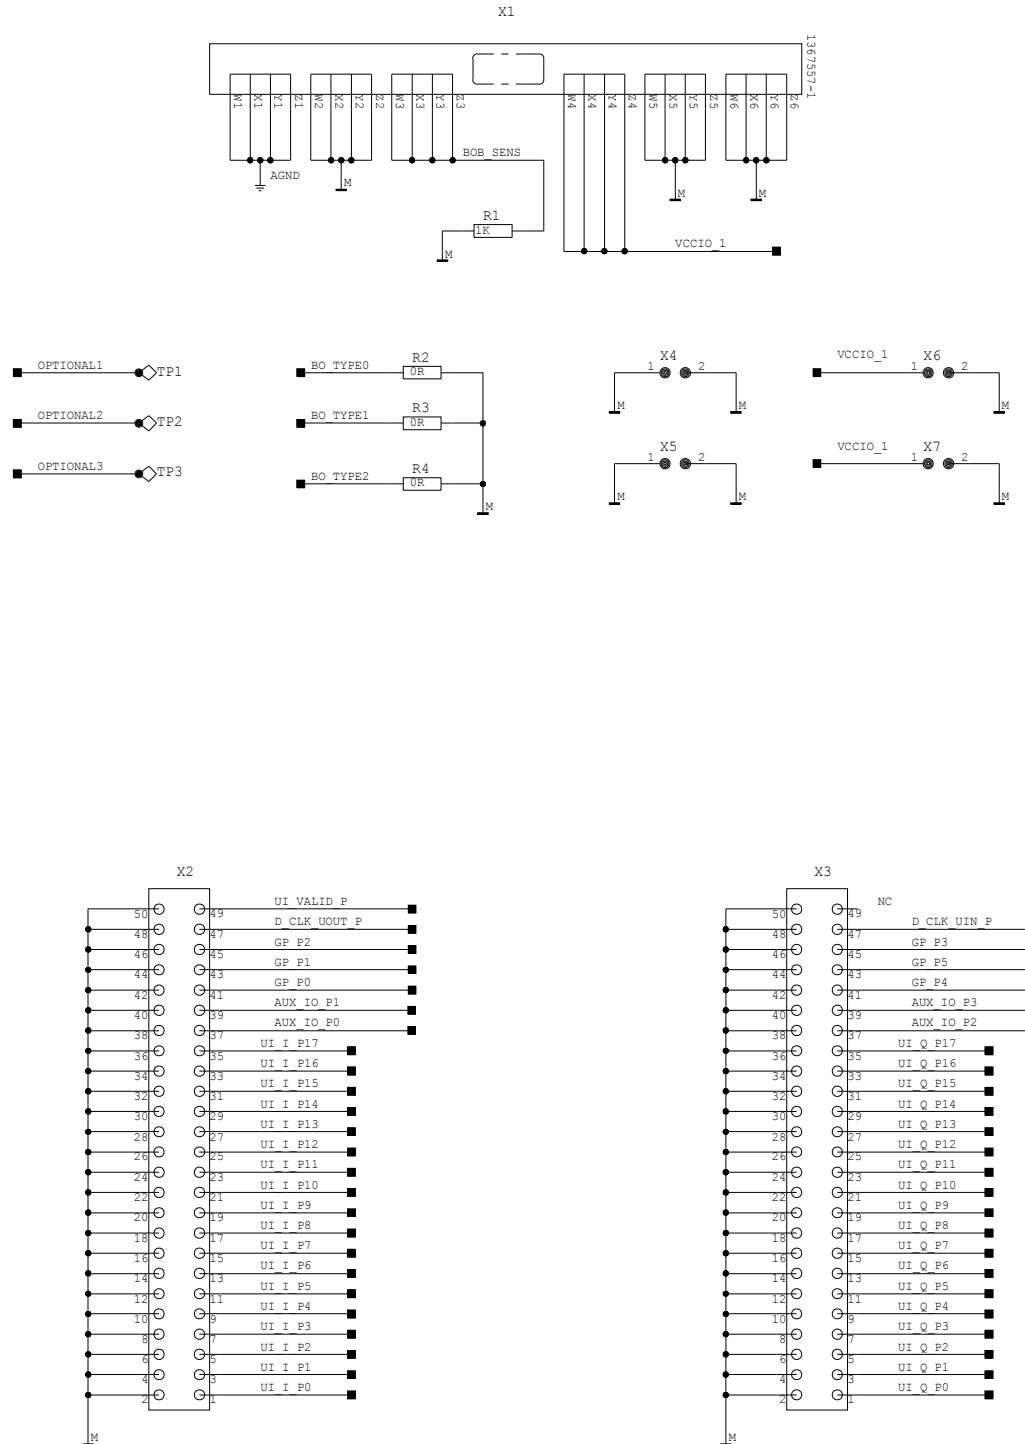 X1
1367557-1
W1 X1 Y1 Z1 W2 X2 Y2 Z2 W3 X3 Y3 Z3 W4 X4 Y4 Z4 W5 X5 Y5 Z5 W6 X6 Y6 Z6
BOB_SENS
AGND M M M
R1
1K
VCCIO_1
M
OPTIONAL1 TP1
OPTIONAL2 TP2
OPTIONAL3 TP3
BO_TYPE0 R2
0R
BO_TYPE1 R3
0R
BO_TYPE2 R4
0R
M
X4
1 2
M M
X5
1 2
M M
VCCIO_1 X6
1 2
M
VCCIO_1 X7
1 2
M
X2
50 49 UI_VALID_P
48 47 D_CLK_UOUT_P
46 45 GP_P2
44 43 GP_P1
42 41 GP_P0
40 39 AUX_IO_P1
38 37 AUX_IO_P0
36 35 UI_I_P17
34 33 UI_I_P16
32 31 UI_I_P15
30 29 UI_I_P14
28 27 UI_I_P13
26 25 UI_I_P12
24 23 UI_I_P11
22 21 UI_I_P10
20 19 UI_I_P9
18 17 UI_I_P8
16 15 UI_I_P7
14 13 UI_I_P6
12 11 UI_I_P5
10 9 UI_I_P4
8 7 UI_I_P3
6 5 UI_I_P2
4 3 UI_I_P1
2 1 UI_I_P0
M
X3
50 49 NC
48 47 D_CLK_UIN_P
46 45 GP_P3
44 43 GP_P5
42 41 GP_P4
40 39 AUX_IO_P3
38 37 AUX_IO_P2
36 35 UI_Q_P17
34 33 UI_Q_P16
32 31 UI_Q_P15
30 29 UI_Q_P14
28 27 UI_Q_P13
26 25 UI_Q_P12
24 23 UI_Q_P11
22 21 UI_Q_P10
20 19 UI_Q_P9
18 17 UI_Q_P8
16 15 UI_Q_P7
14 13 UI_Q_P6
12 11 UI_Q_P5
10 9 UI_Q_P4
8 7 UI_Q_P3
6 5 UI_Q_P2
4 3 UI_Q_P1
2 1 UI_Q_P0
M